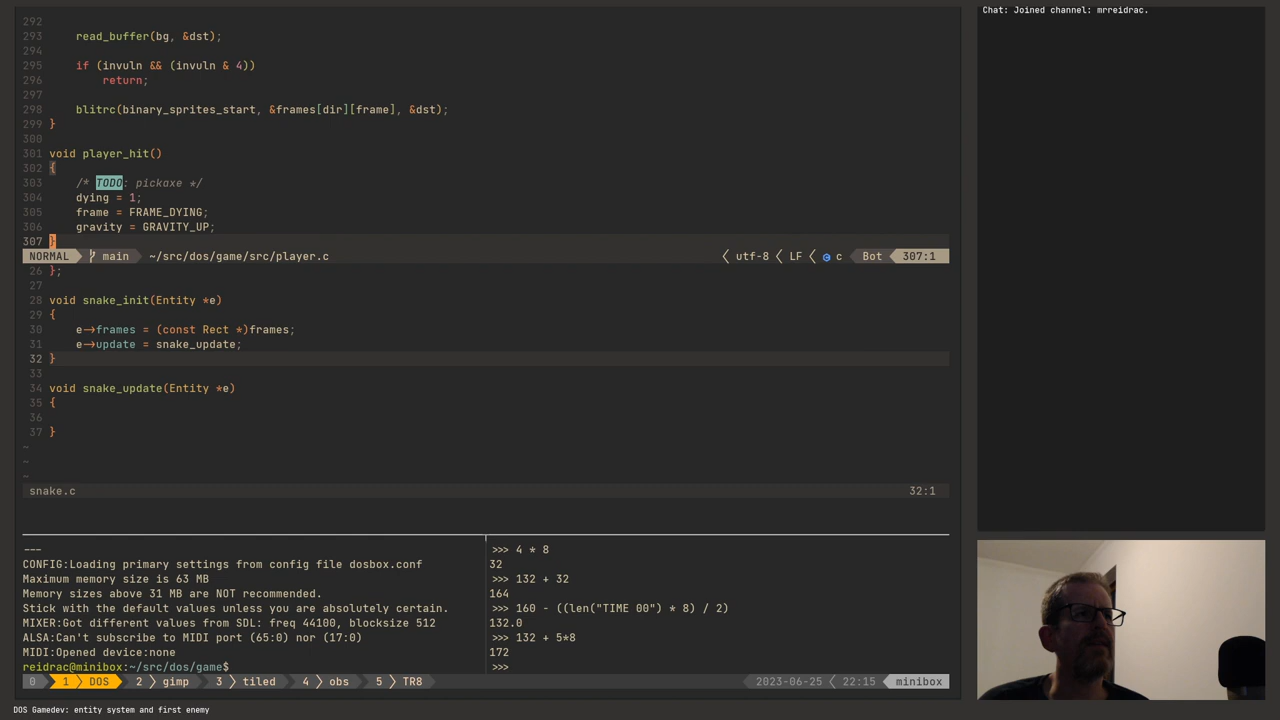 Chat: Joined channel: mrreidrac.
292
293 read_buffer(bg, &dst);
294
295 if (invuln && (invuln & 4))
296 return;
297
298 blitrc(binary_sprites_start, &frames[dir][frame], &dst);
299 }
300
301 void player_hit()
302 {
303 /* TODO: pickaxe */
304 dying = 1;
305 frame = FRAME_DYING;
306 gravity = GRAVITY_UP;
307 }
NORMAL main ~/src/dos/game/src/player.c utf-8 LF c Bot 307:1
26 };
27
28 void snake_init(Entity *e)
29 {
30 e→frames = (const Rect *)frames;
31 e→update = snake_update;
32 }
33
34 void snake_update(Entity *e)
35 {
36
37 }
~
~
~
snake.c 32:1
---
CONFIG:Loading primary settings from config file dosbox.conf
Maximum memory size is 63 MB
Memory sizes above 31 MB are NOT recommended.
Stick with the default values unless you are absolutely certain.
MIXER:Got different values from SDL: freq 44100, blocksize 512
ALSA:Can't subscribe to MIDI port (65:0) nor (17:0)
MIDI:Opened device:none
reidrac@minibox:~/src/dos/game$
>>> 4 * 8
32
>>> 132 + 32
164
>>> 160 - ((len("TIME 00") * 8) / 2)
132.0
>>> 132 + 5*8
172
>>>
0 1 DOS 2 gimp 3 tiled 4 obs 5 TR8 2023-06-25 22:15 minibox
DOS Gamedev: entity system and first enemy